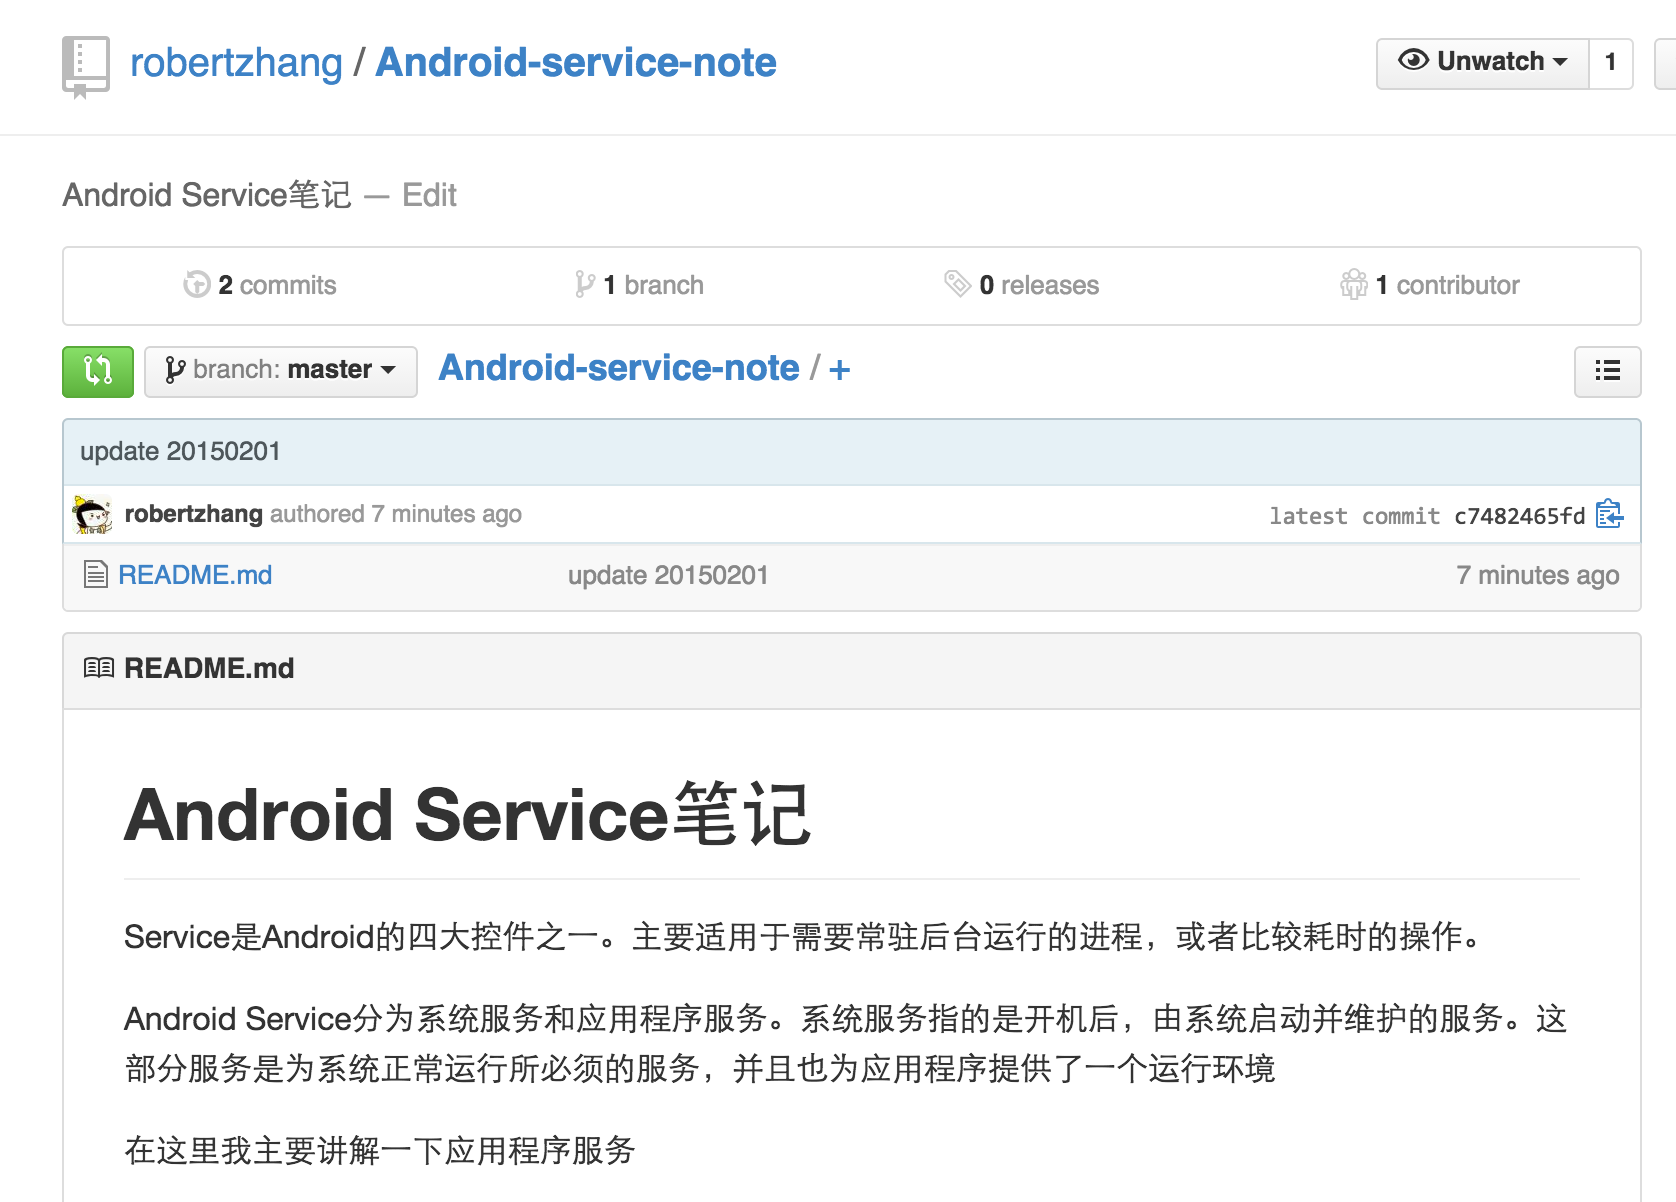 robertzhang / Android-service-note
Unwatch 1
Android Service笔记 — Edit
2 commits 1 branch 0 releases 1 contributor
branch: master Android-service-note / +
update 20150201
robertzhang authored 7 minutes ago latest commit c7482465fd
README.md update 20150201 7 minutes ago
README.md
Android Service笔记
Service是Android的四大控件之一。主要适用于需要常驻后台运行的进程，或者比较耗时的操作。
Android Service分为系统服务和应用程序服务。系统服务指的是开机后，由系统启动并维护的服务。这
部分服务是为系统正常运行所必须的服务，并且也为应用程序提供了一个运行环境
在这里我主要讲解一下应用程序服务